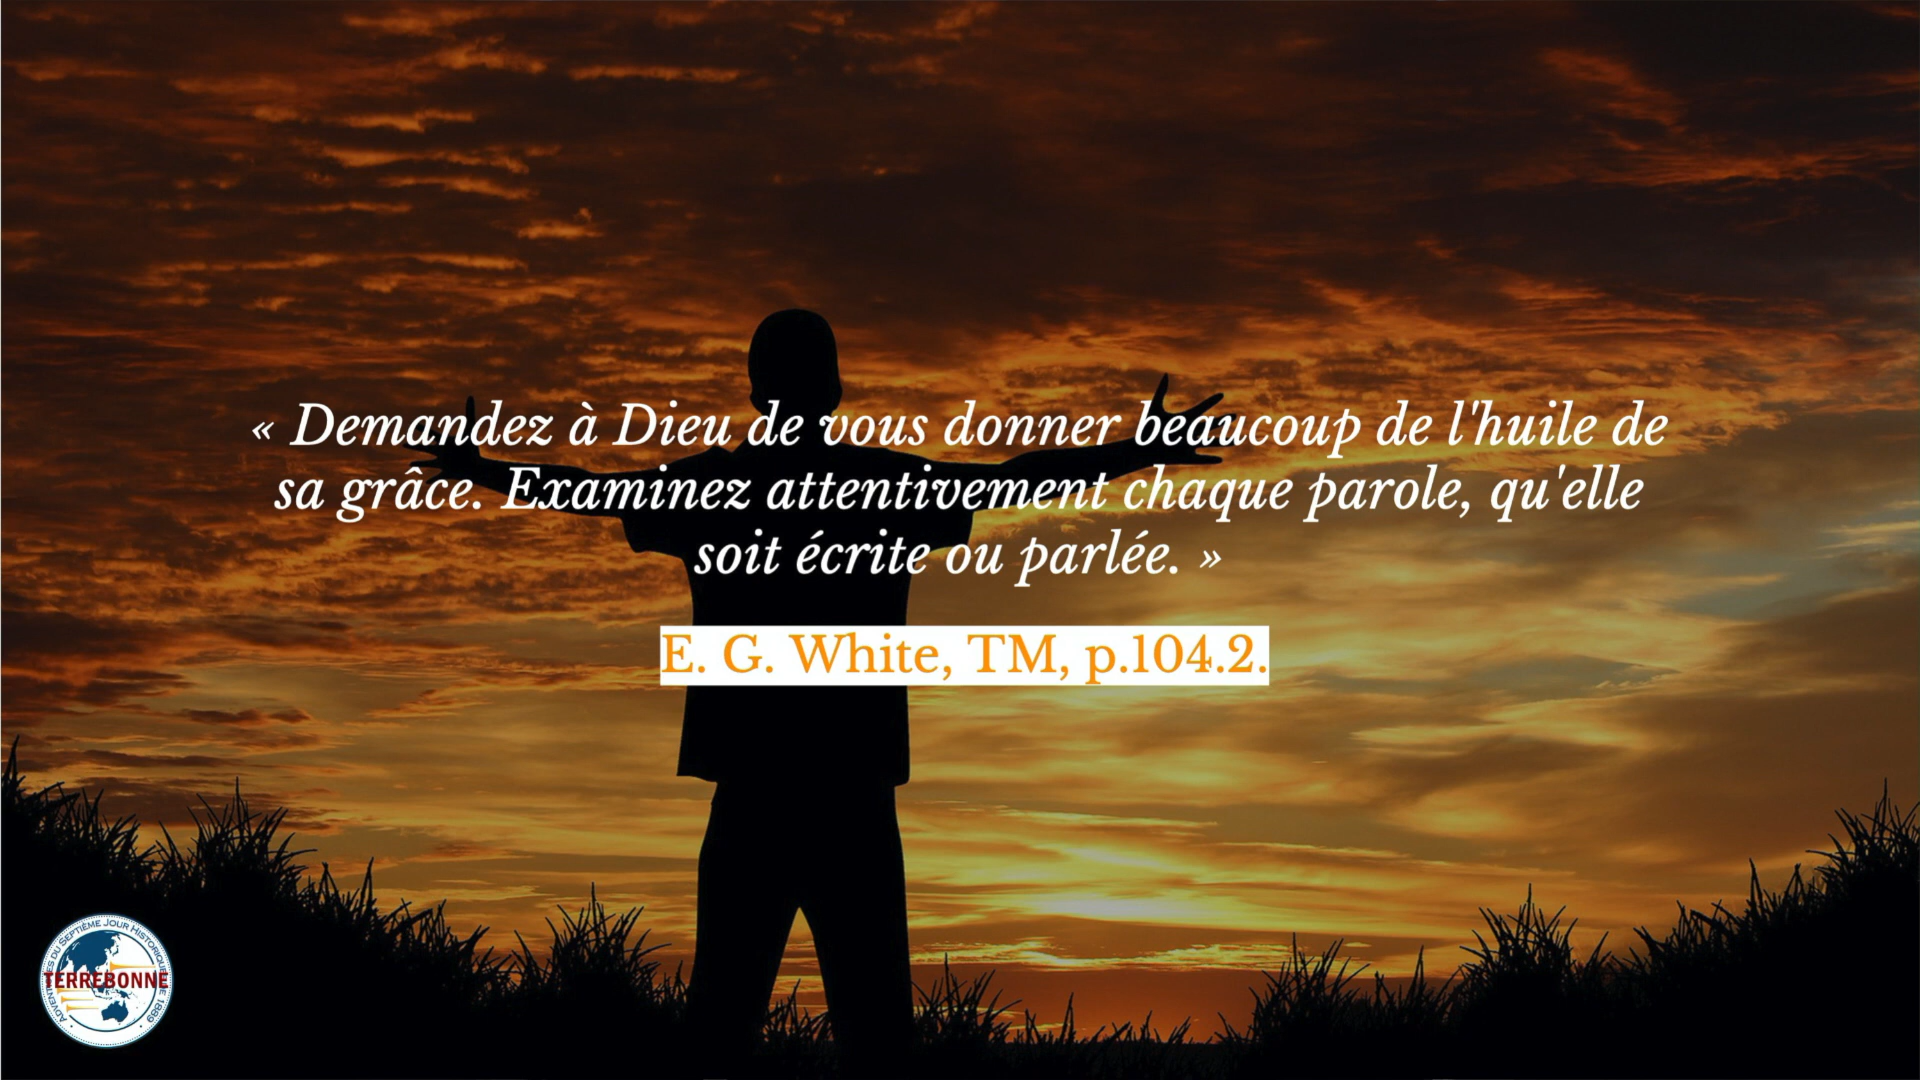 « Demandez à Dieu de vous donner beaucoup de l'huile de
sa grâce. Examinez attentivement chaque parole, qu'elle
soit écrite ou parlée. »
E. G. White, TM, p.104.2.
TERREBONNE